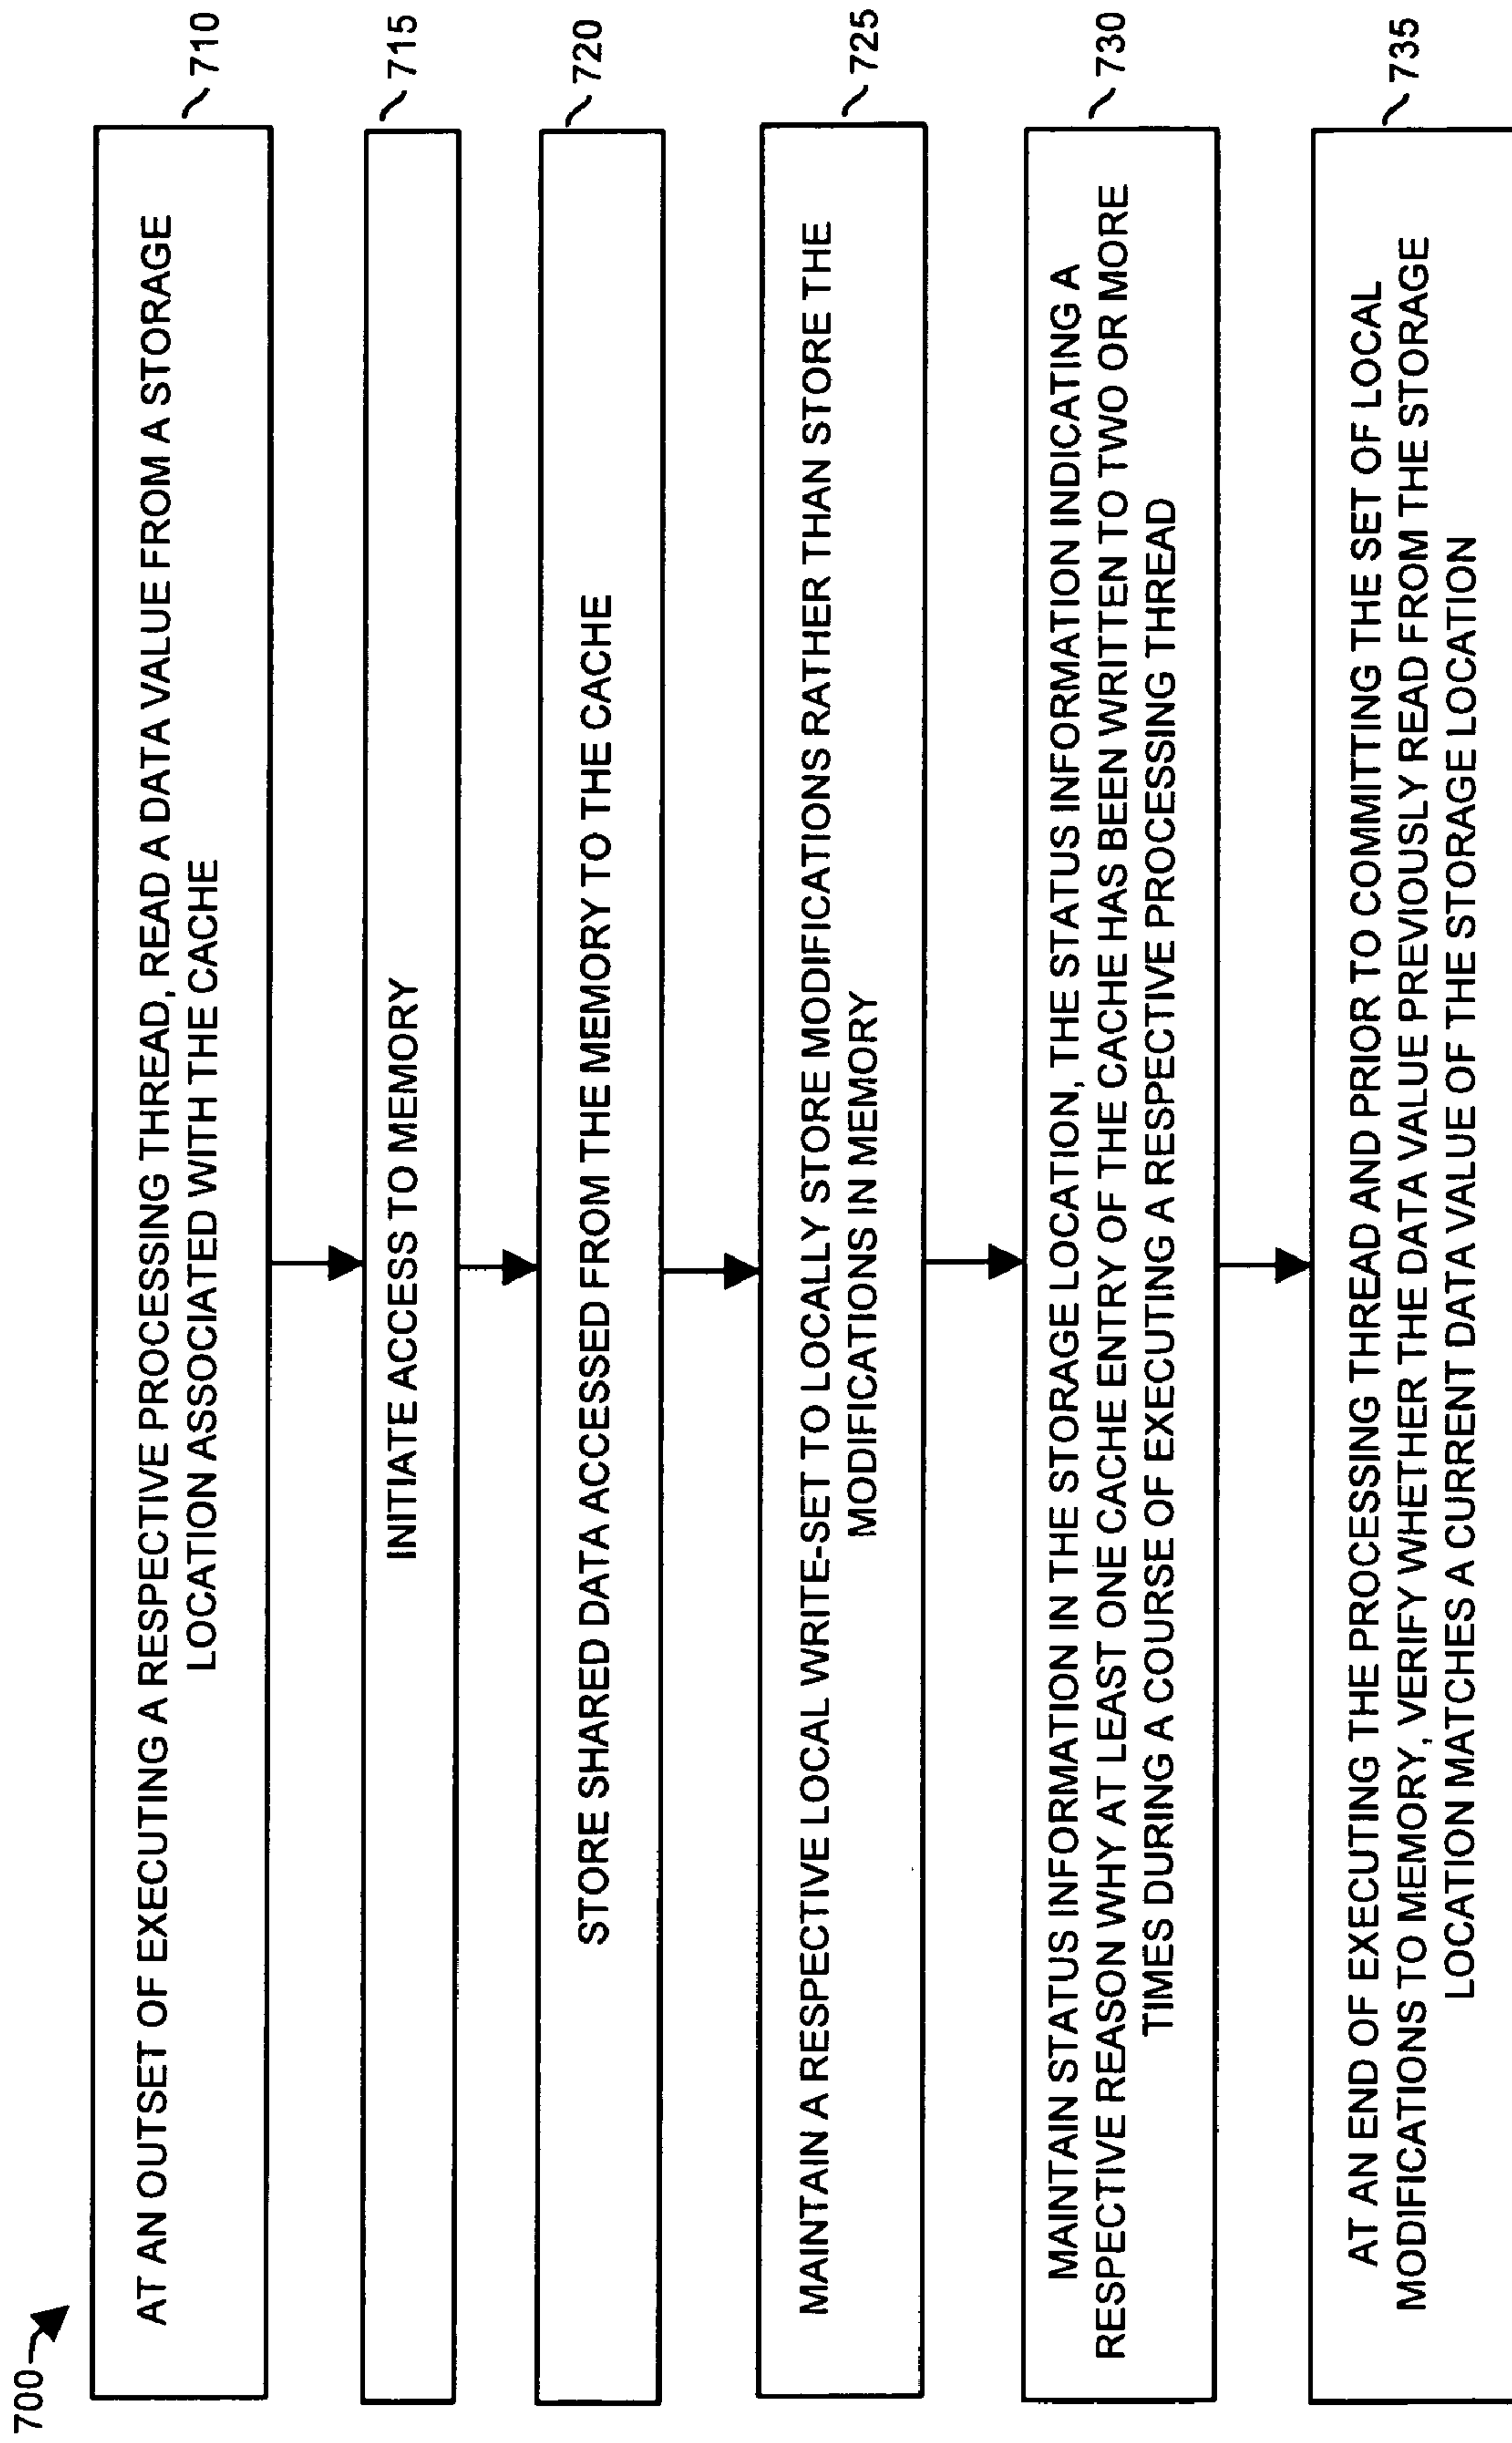 700
AT AN OUTSET OF EXECUTING A RESPECTIVE PROCESSING THREAD, READ A DATA VALUE FROM A STORAGE
LOCATION ASSOCIATED WITH THE CACHE
710
INITIATE ACCESS TO MEMORY
715
STORE SHARED DATA ACCESSED FROM THE MEMORY TO THE CACHE
720
MAINTAIN A RESPECTIVE LOCAL WRITE-SET TO LOCALLY STORE MODIFICATIONS RATHER THAN STORE THE
MODIFICATIONS IN MEMORY
725
MAINTAIN STATUS INFORMATION IN THE STORAGE LOCATION, THE STATUS INFORMATION INDICATING A
RESPECTIVE REASON WHY AT LEAST ONE CACHE ENTRY OF THE CACHE HAS BEEN WRITTEN TO TWO OR MORE
TIMES DURING A COURSE OF EXECUTING A RESPECTIVE PROCESSING THREAD
730
AT AN END OF EXECUTING THE PROCESSING THREAD AND PRIOR TO COMMITTING THE SET OF LOCAL
MODIFICATIONS TO MEMORY, VERIFY WHETHER THE DATA VALUE PREVIOUSLY READ FROM THE STORAGE
LOCATION MATCHES A CURRENT DATA VALUE OF THE STORAGE LOCATION
735